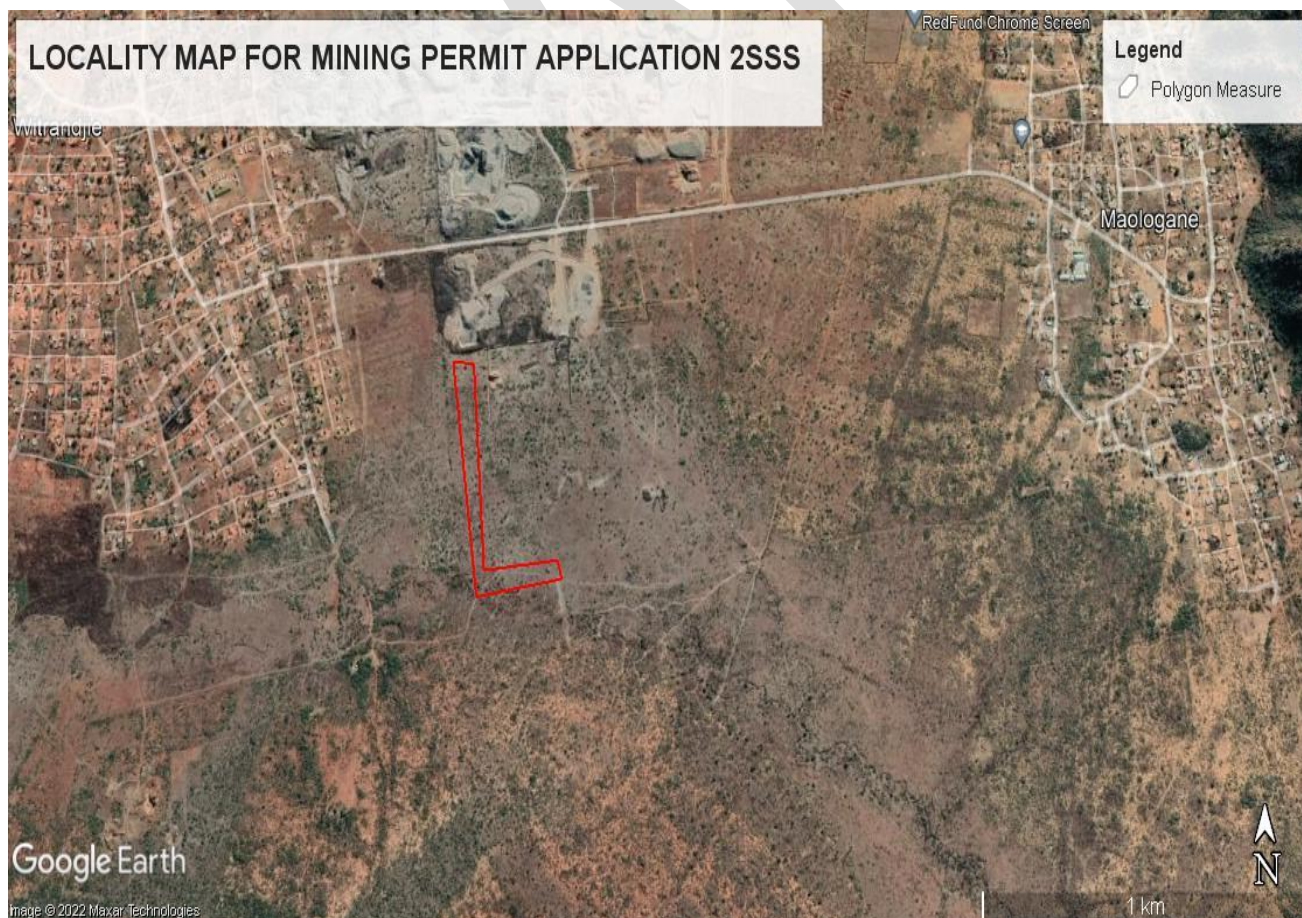 RedFund Chrome Screen
LOCALITY MAP FOR MINING PERMIT APPLICATION 2SSS
Legend
Polygon Measure
Witrandjie
Maologane
Google Earth
N
Image © 2022 Maxar Technologies
1 km